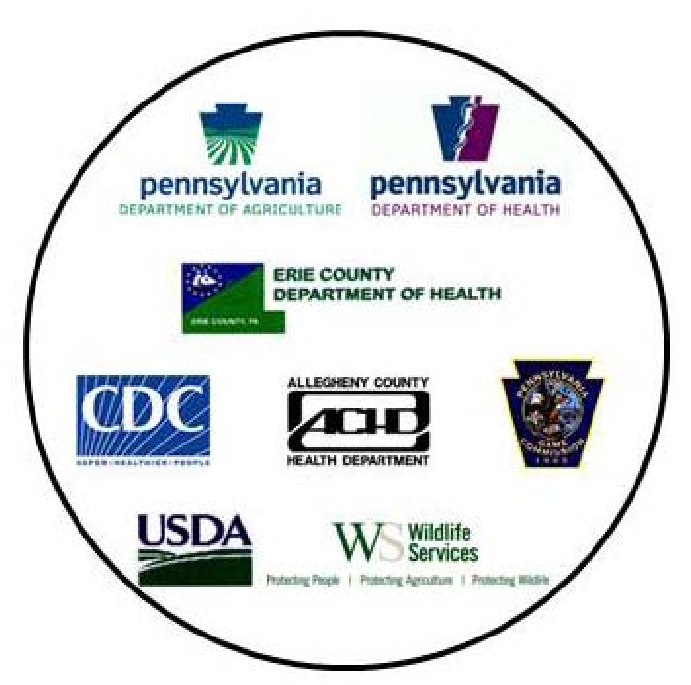 pennsylvania
DEPARTMENT OF AGRICULTURE
pennsylvania
DEPARTMENT OF HEALTH
ERIE COUNTY
DEPARTMENT OF HEALTH
ERIE COUNTY, PA
CDC
SAFER • HEALTHIER • PEOPLE
ALLEGHENY COUNTY
ACHD
HEALTH DEPARTMENT
PENNSYLVANIA
GAME
COMMISSION
USDA
WS Wildlife
Services
Protecting People | Protecting Agriculture | Protecting Wildlife